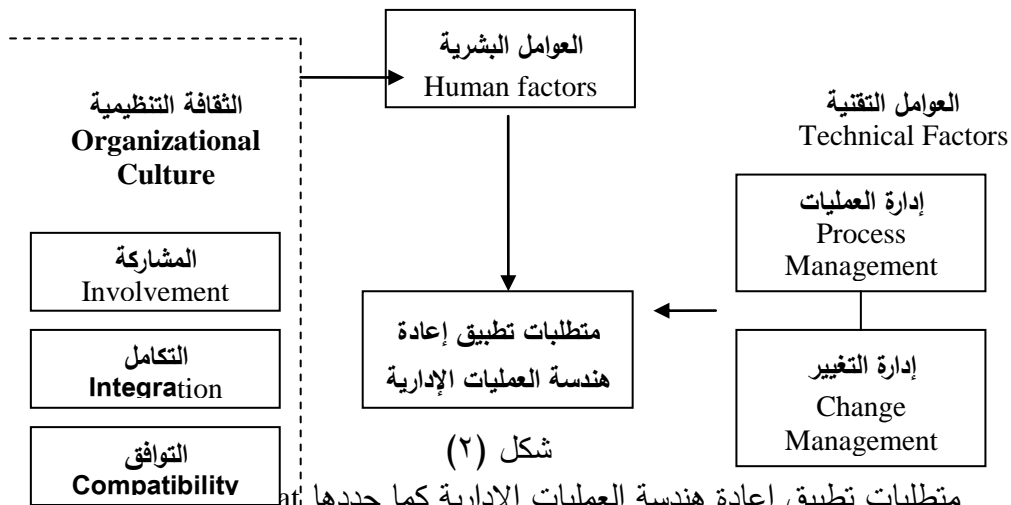 العوامل البشرية
Human factors
الثقافة التنظيمية
Organizational
Culture
العوامل التقنية
Technical Factors
إدارة العمليات
Process
Management
المشاركة
Involvement
متطلبات تطبيق إعادة
هندسة العمليات الإدارية
التكامل
Integration
إدارة التغيير
Change
Management
التوافق
Compatibility
شكل (٢)
متطلبات تطبيق إعادة هندسة العمليات الإدارية كما حددها at